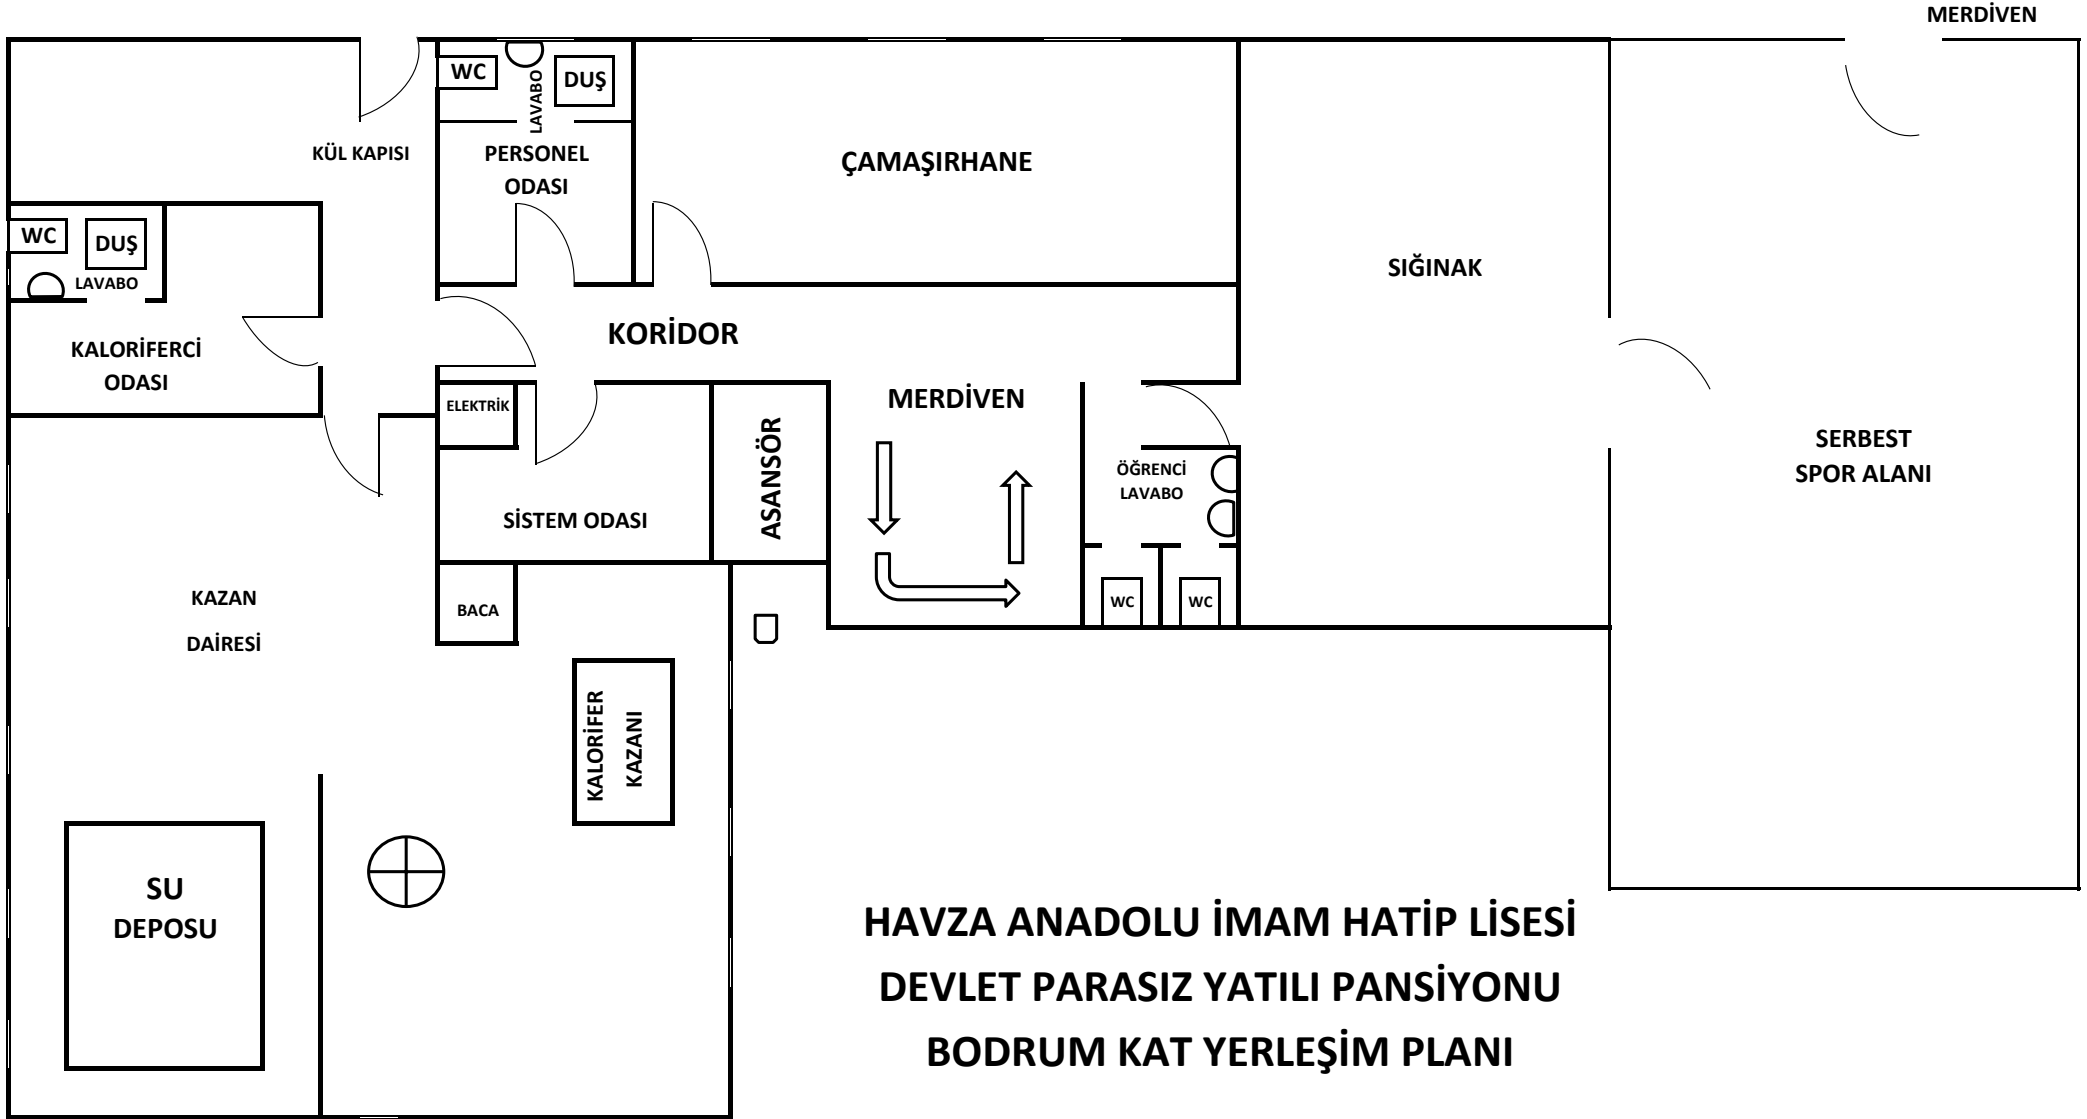 MERDİVEN
WC
LAVABO
DUŞ
KÜL KAPISI
PERSONEL
ODASI
ÇAMAŞIRHANE
WC
DUŞ
LAVABO
SIĞINAK
KORİDOR
KALORİFERCİ
ODASI
ELEKTRİK
MERDİVEN
ASANSÖR
SERBEST
SPOR ALANI
ÖĞRENCİ
LAVABO
SİSTEM ODASI
KAZAN
DAİRESİ
BACA
WC
WC
KALORİFER
KAZANI
SU
DEPOSU
HAVZA ANADOLU İMAM HATİP LİSESİ
DEVLET PARASIZ YATILI PANSİYONU
BODRUM KAT YERLEŞİM PLANI